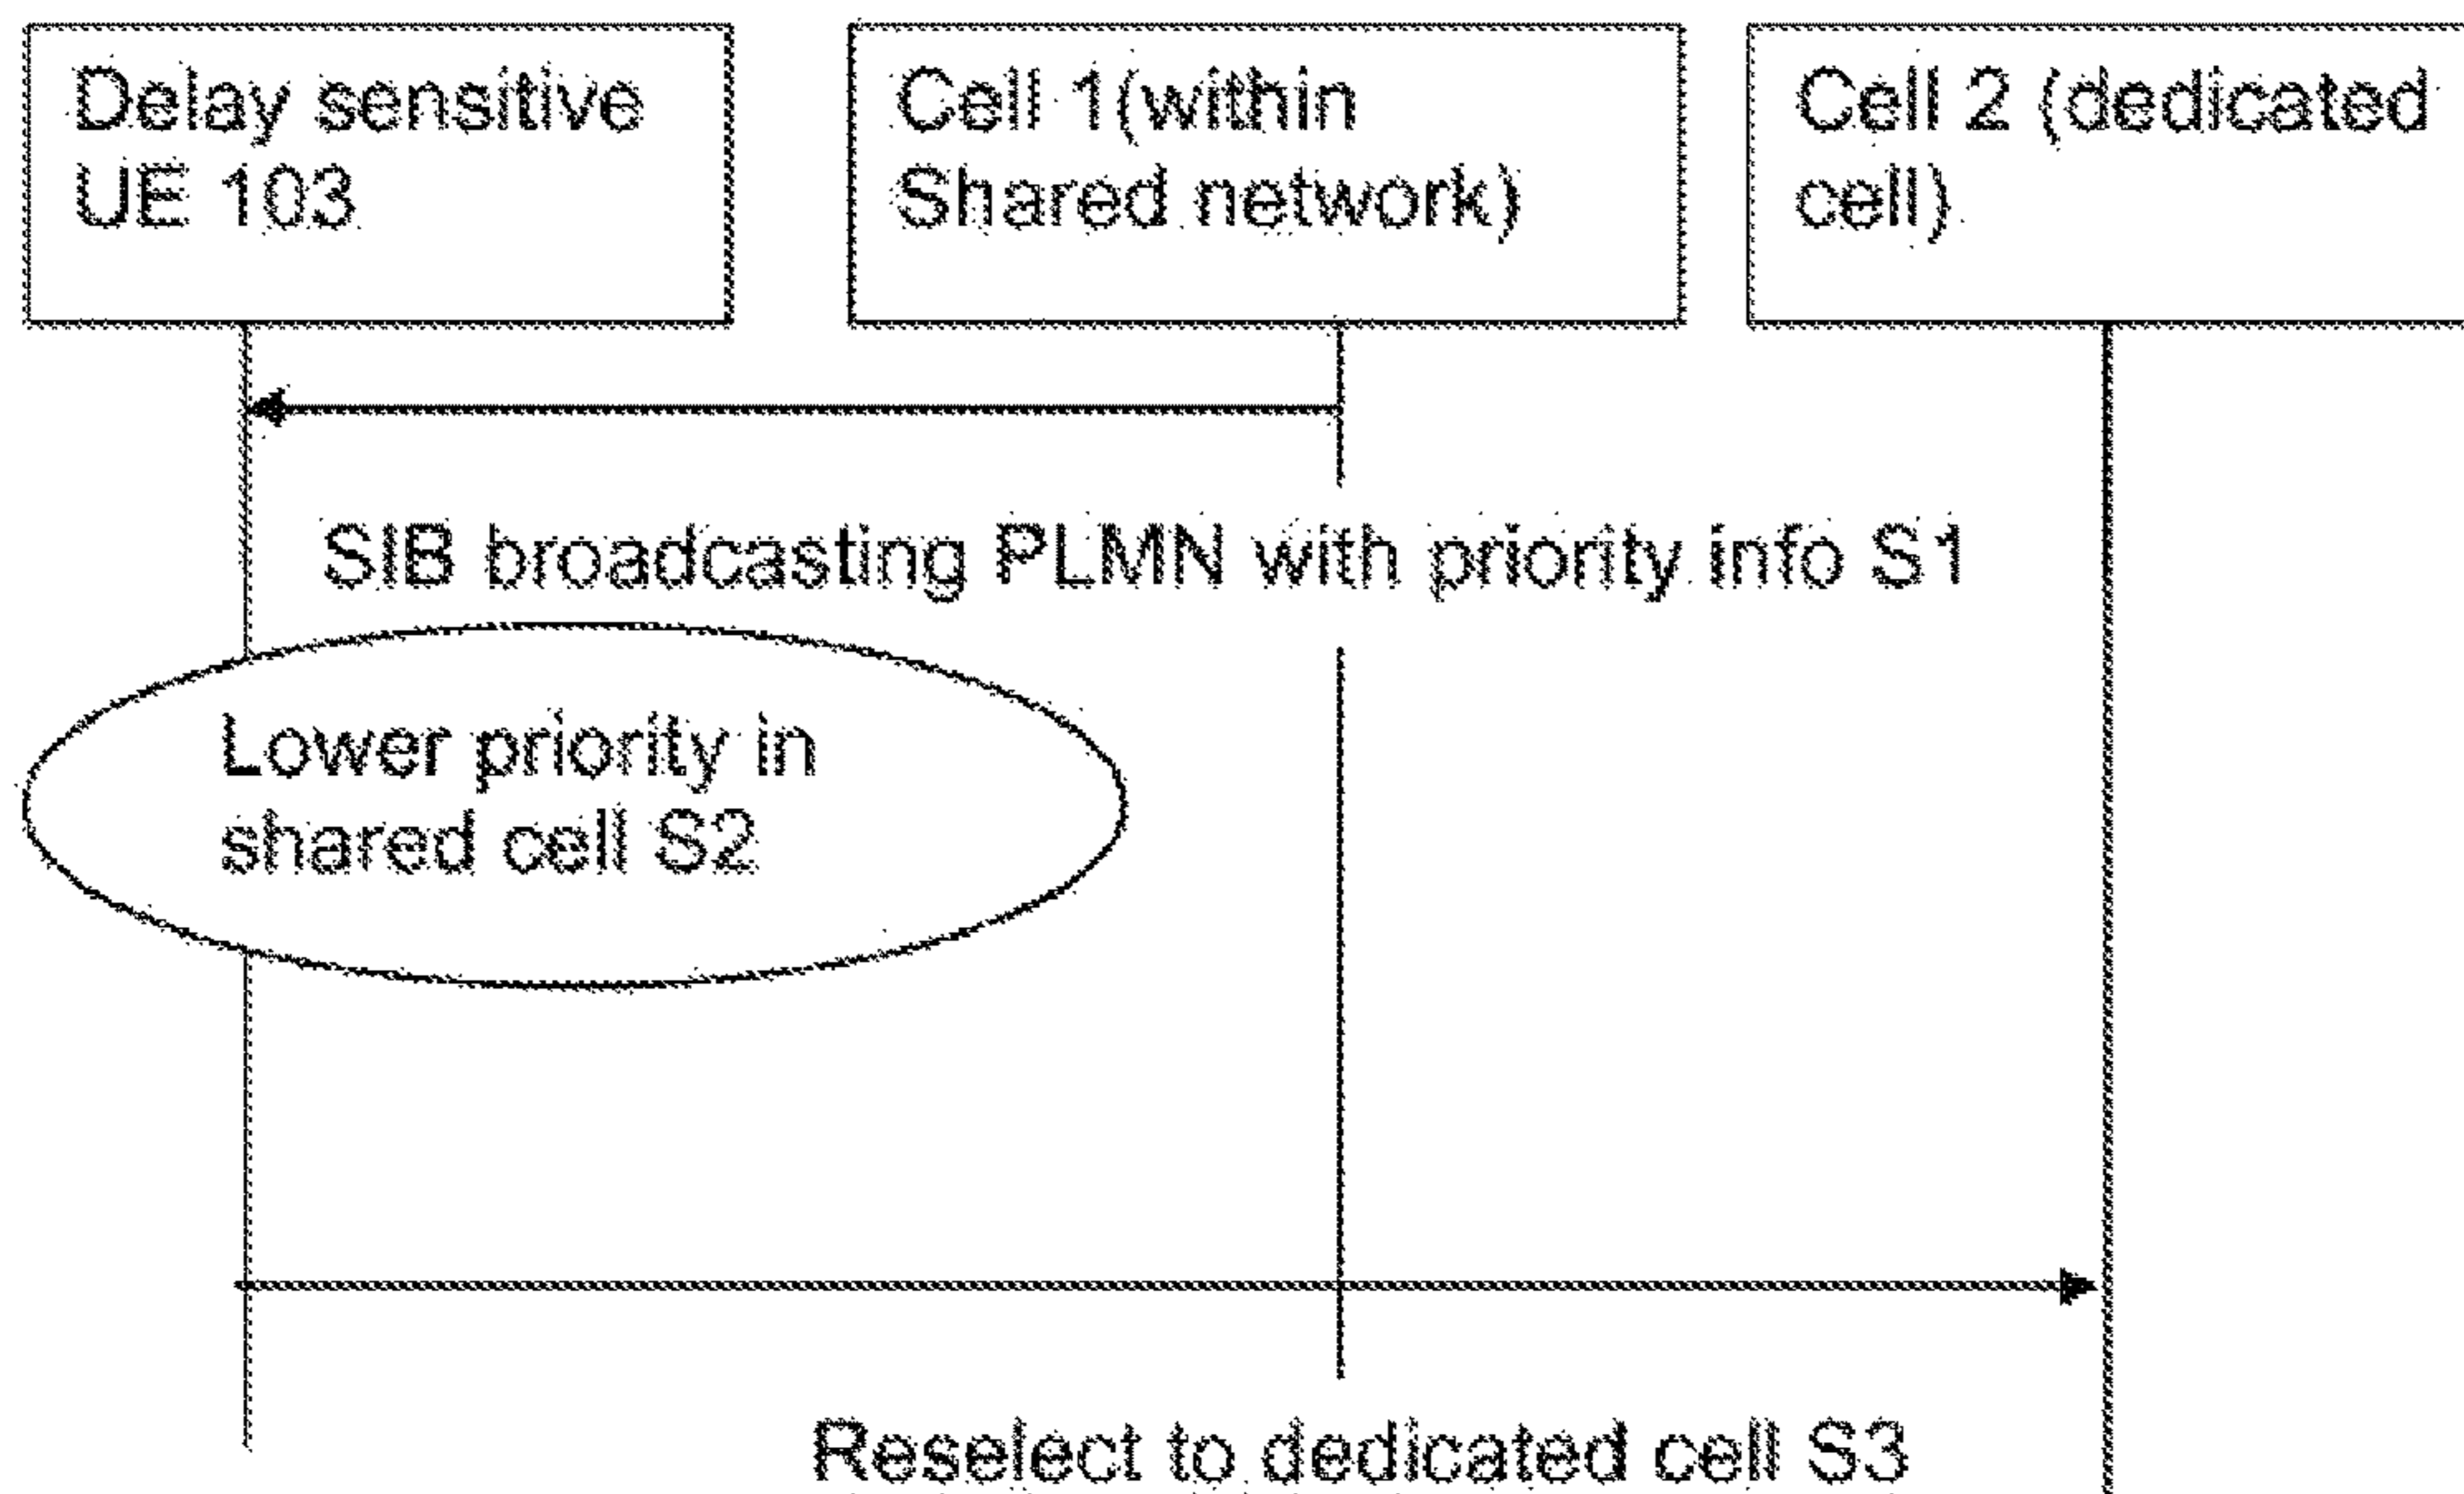 Delay sensitive
UE 103
Cell 1(within
Shared network)
Cell 2 (dedicated
cell)
SIB broadcasting PLMN with priority info S1
Lower priority in
shared cell S2
Reselect to dedicated cell S3